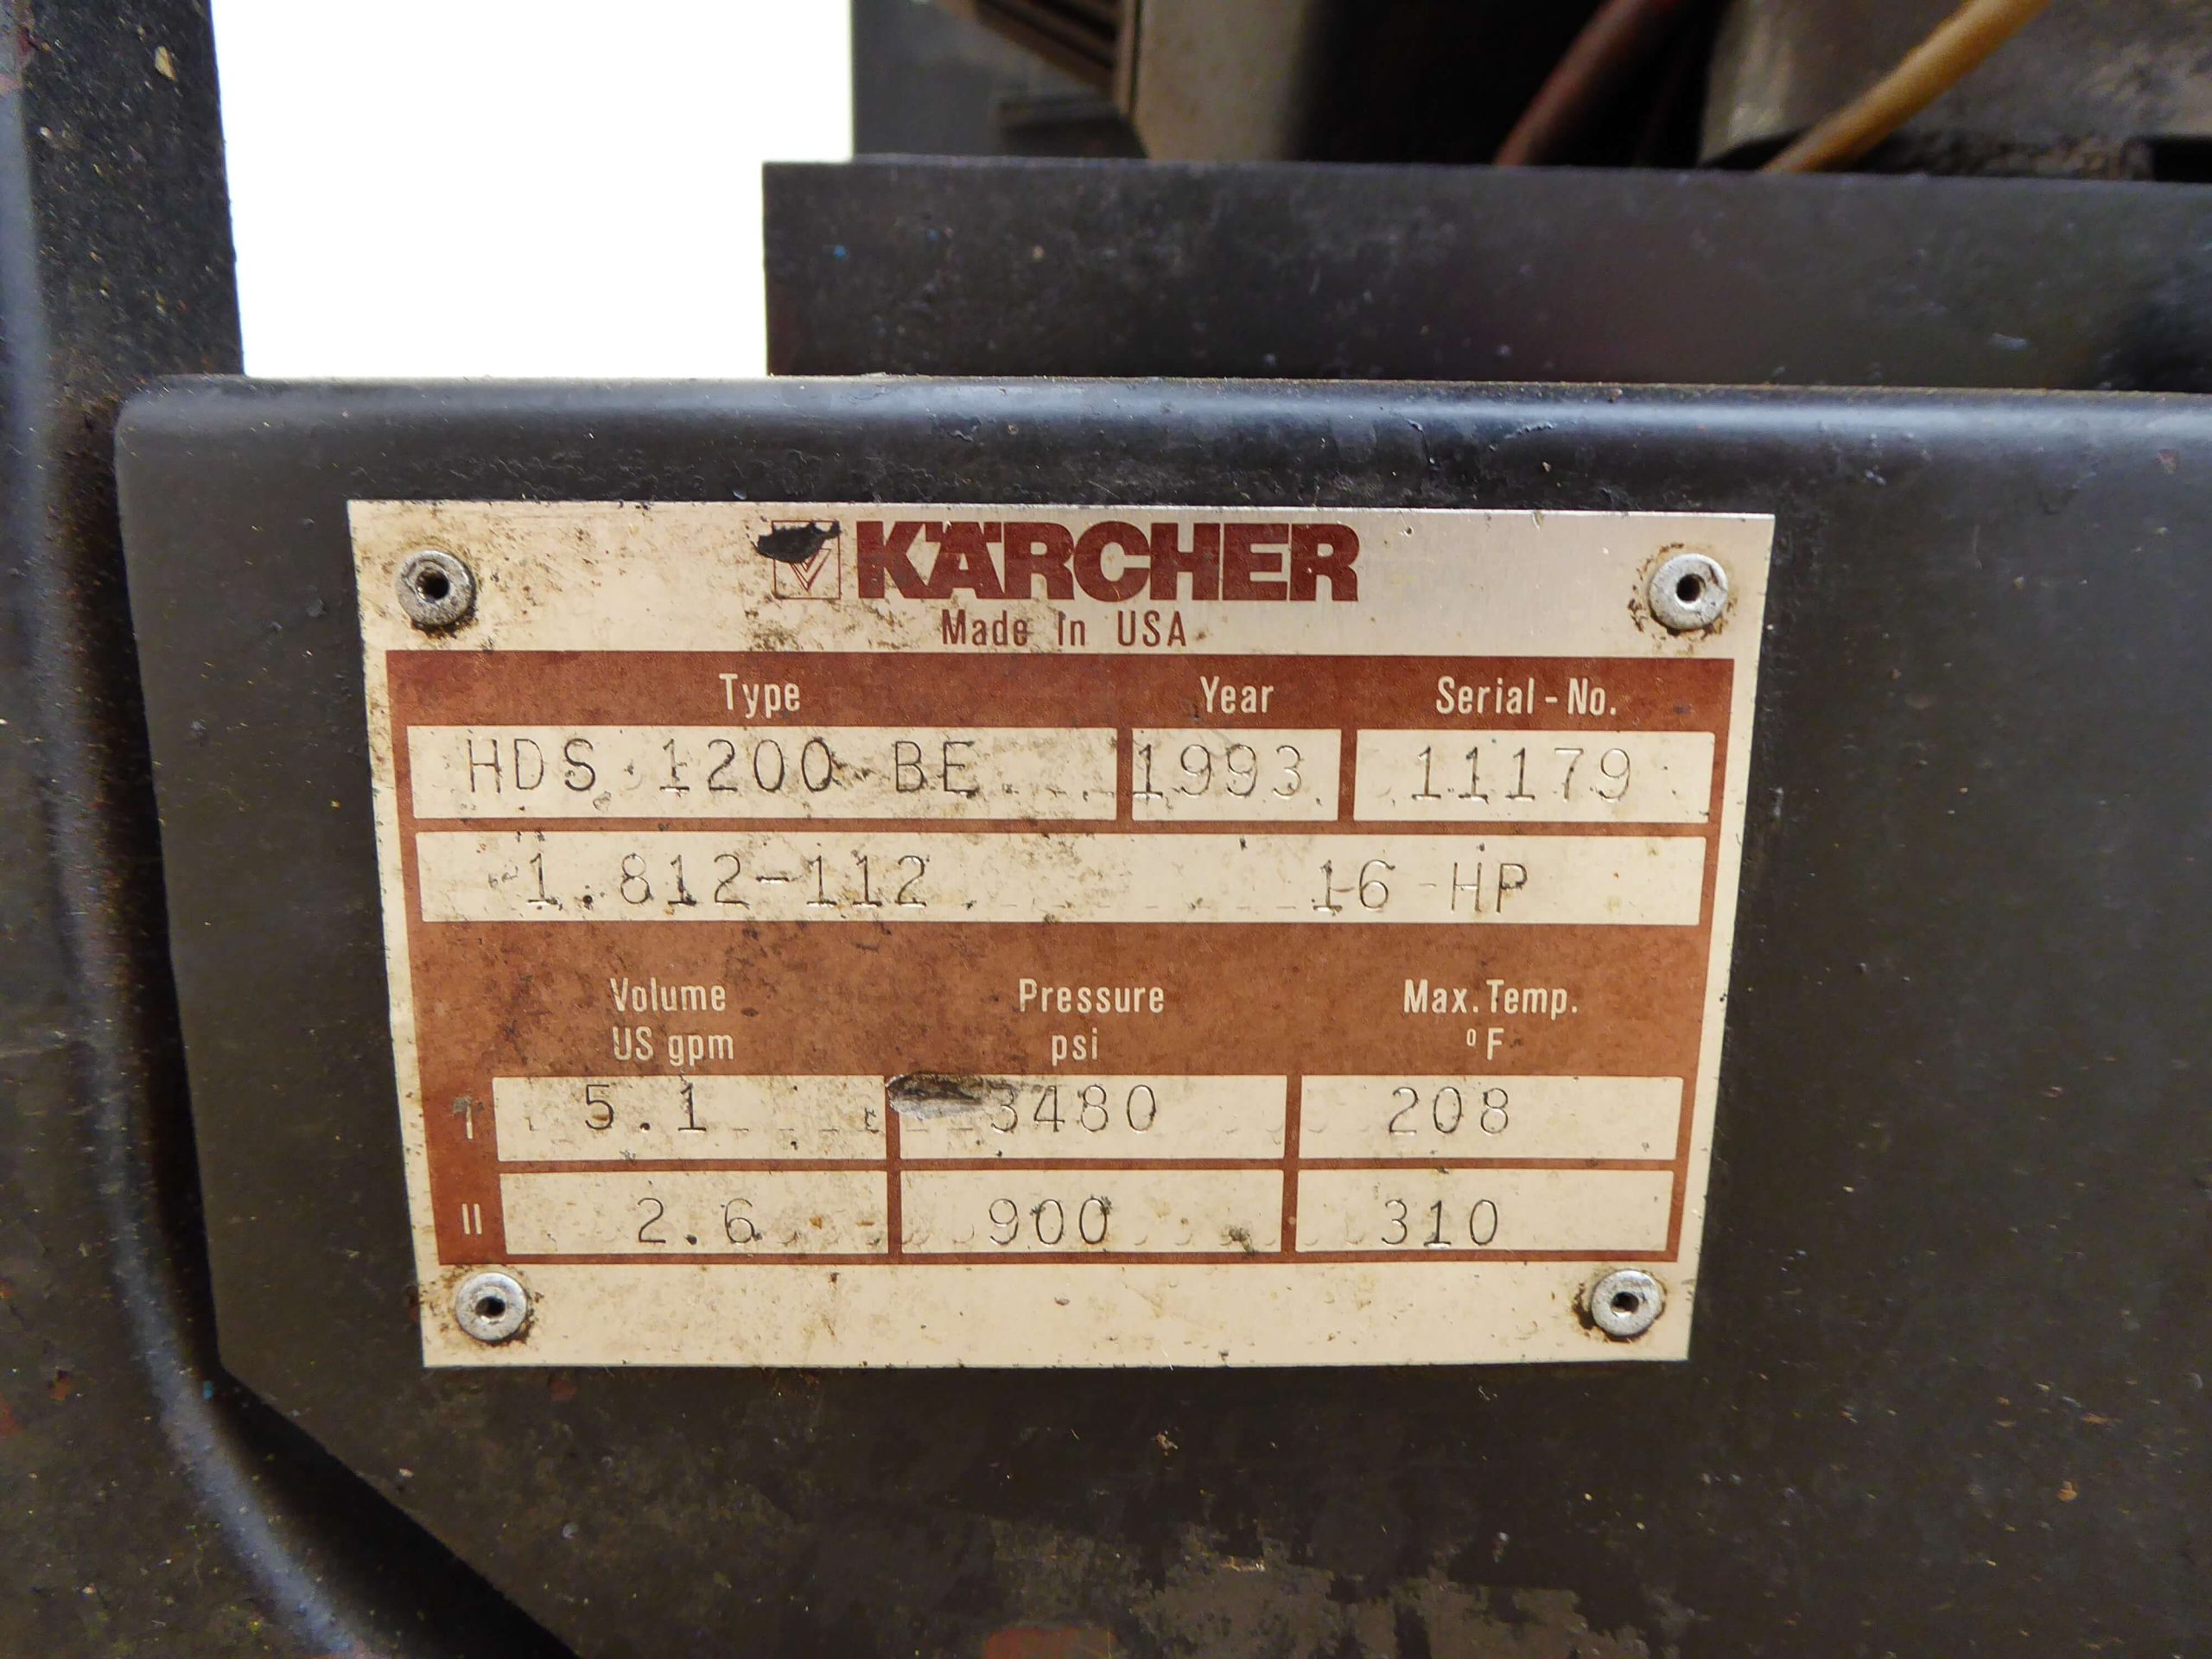 KÄRCHER
Made in USA
Type Year Serial-No.
HDS 1200 BE 1993 11179
1.812-112 16 HP
Volume Pressure Max. Temp.
US gpm psi °F
I 5.1 3480 208
II 2.6 900 310